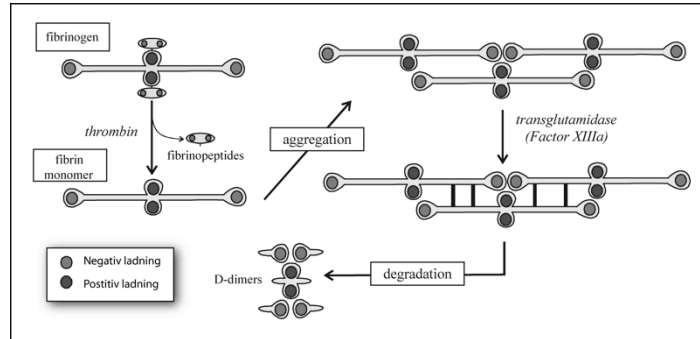 fibrinogen
thrombin
fibrinopeptides
fibrin
monomer
aggregation
transglutamidase
(Factor XIIIa)
degradation
D-dimers
Negativ ladning
Postitiv ladning